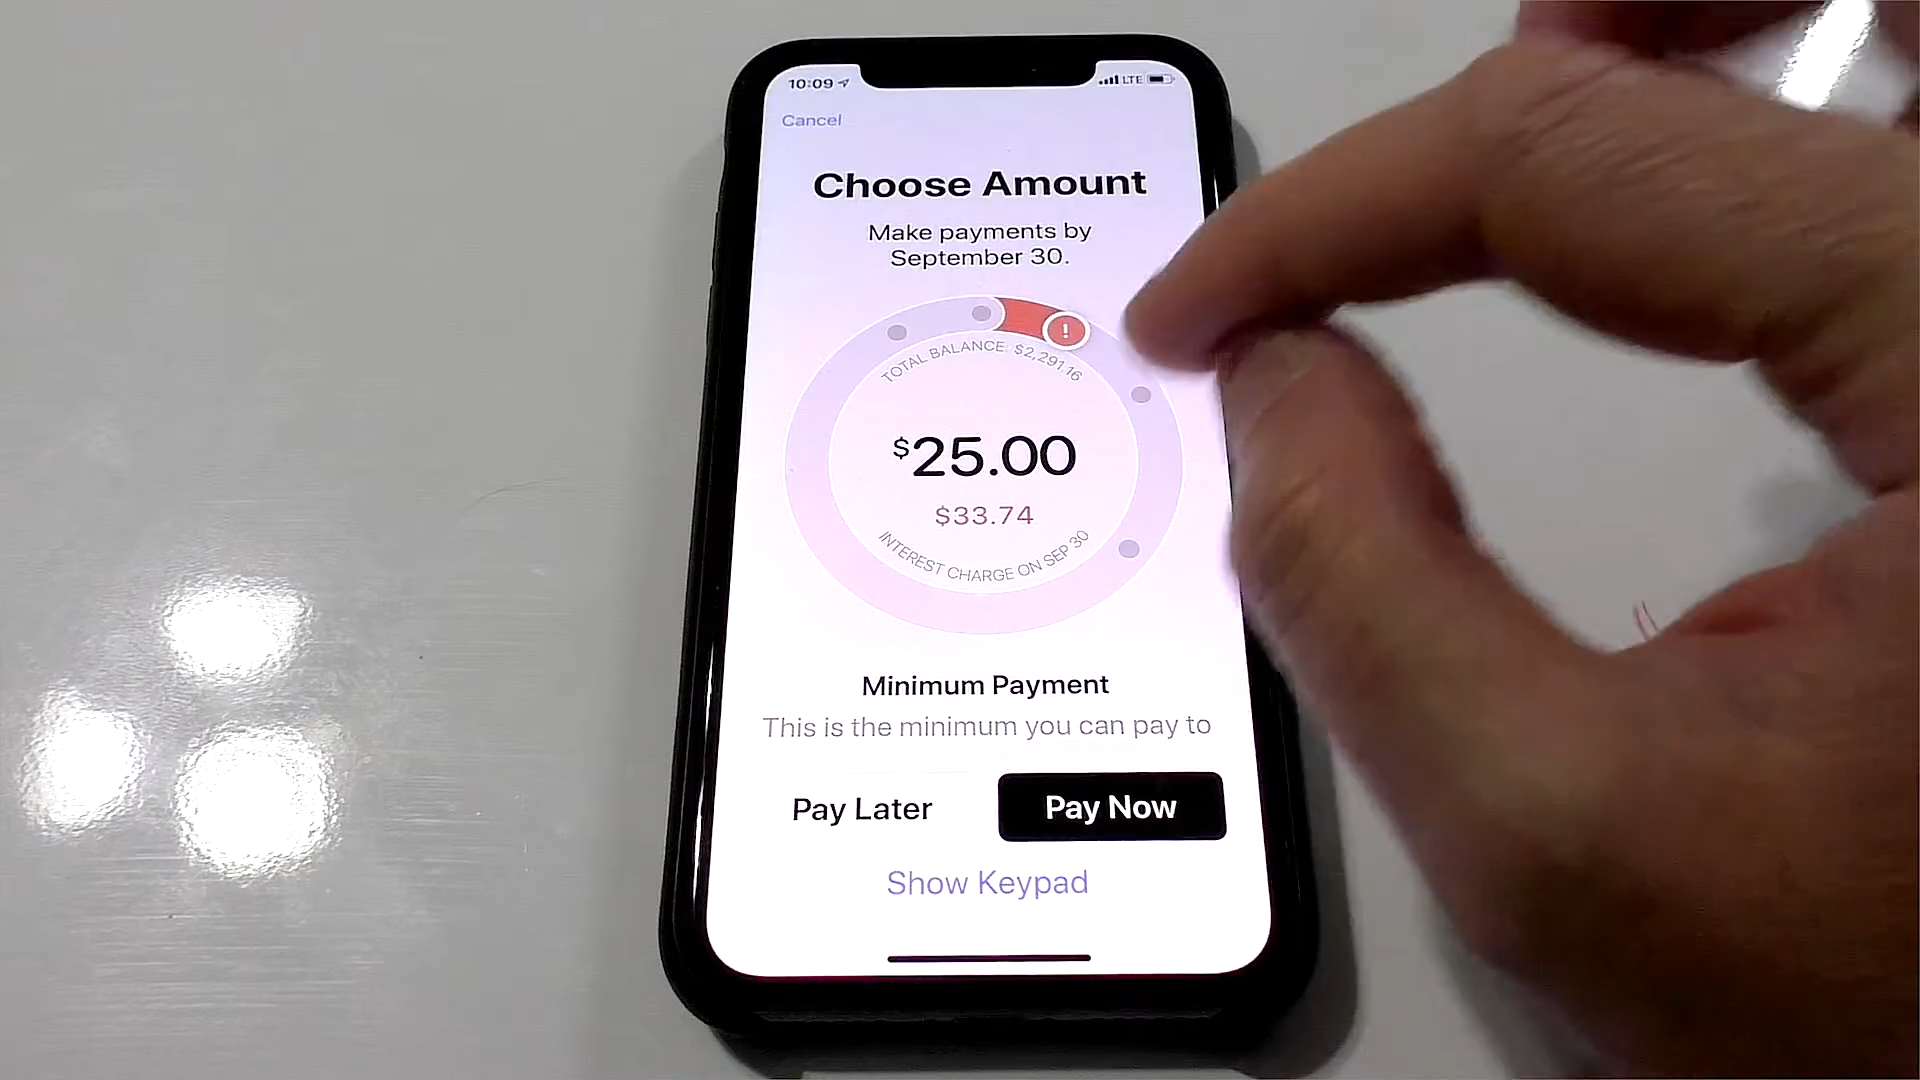 10:09 LTE
Cancel
Choose Amount
Make payments by
September 30.
!
TOTAL BALANCE: $2,291.16
$25.00
$33.74
INTEREST CHARGE ON SEP 30
Minimum Payment
This is the minimum you can pay to
Pay Later Pay Now
Show Keypad